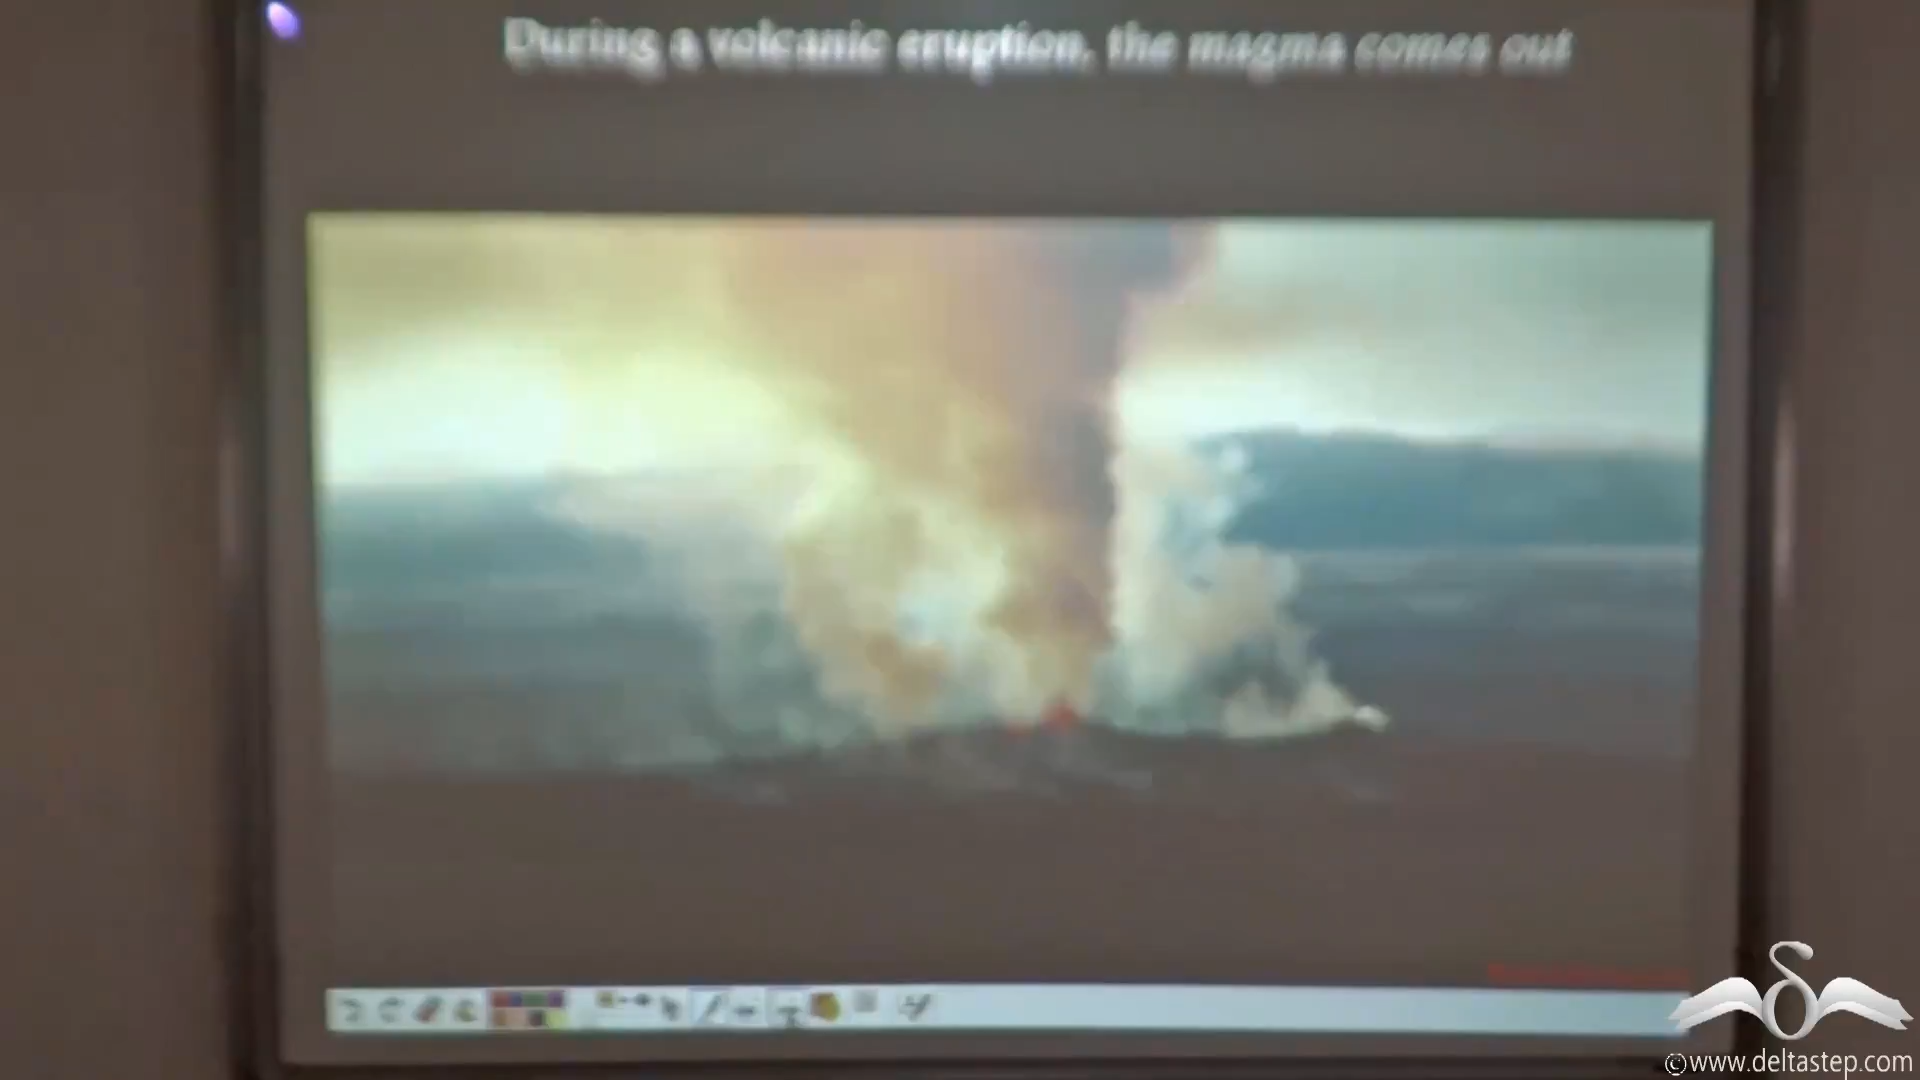 During a volcanic eruption, the magma comes out
©www.deltastep.com